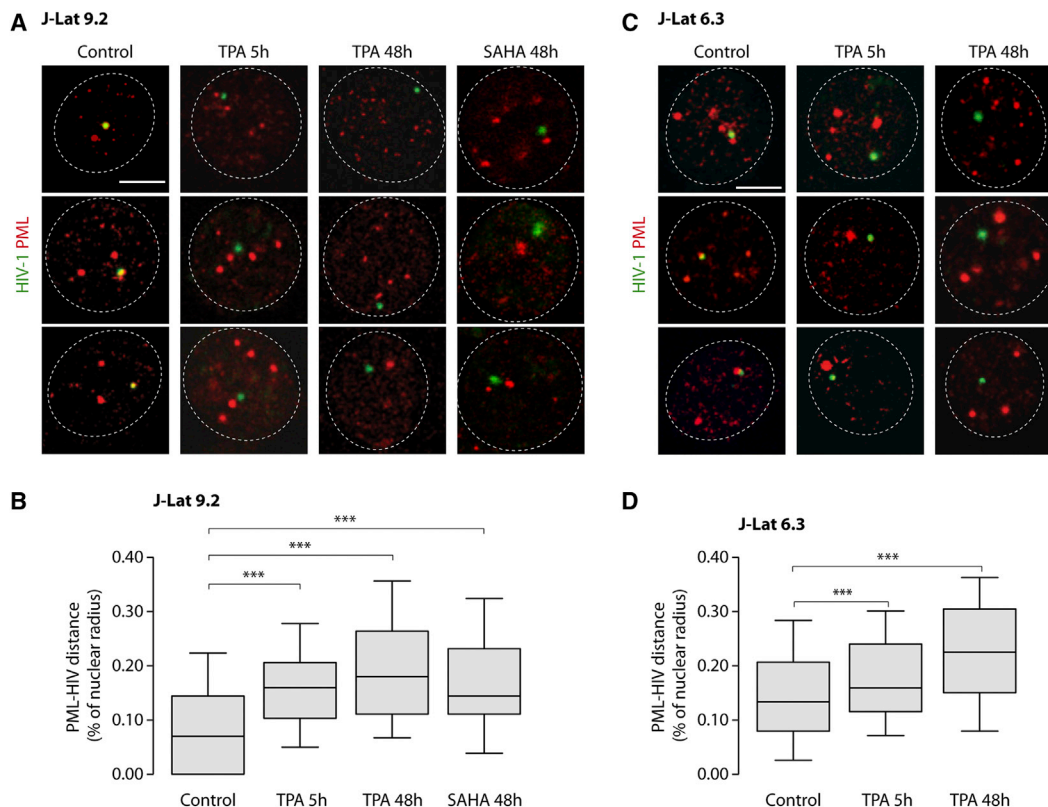 A J-Lat 9.2
Control TPA 5h TPA 48h SAHA 48h
HIV-1 PML
C J-Lat 6.3
Control TPA 5h TPA 48h
HIV-1 PML
B J-Lat 9.2
***
***
***
PML-HIV distance
(% of nuclear radius)
0.40
0.30
0.20
0.10
0.00
Control TPA 5h TPA 48h SAHA 48h
D J-Lat 6.3
***
***
PML-HIV distance
(% of nuclear radius)
0.40
0.30
0.20
0.10
0.00
Control TPA 5h TPA 48h